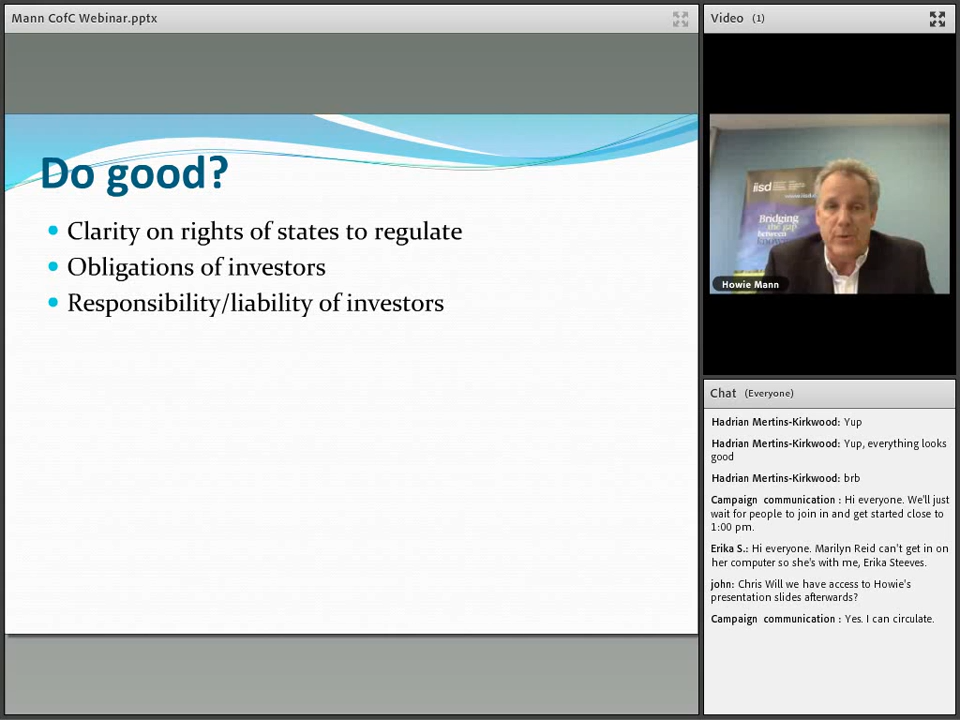 Mann CofC Webinar.pptx
Do good?
Clarity on rights of states to regulate
Obligations of investors
Responsibility/liability of investors
Video (1)
iisd
Bridging
the gap
between
Howie Mann
Chat (Everyone)
Hadrian Mertins-Kirkwood: Yup
Hadrian Mertins-Kirkwood: Yup, everything looks
good
Hadrian Mertins-Kirkwood: brb
Campaign communication : Hi everyone. We'll just
wait for people to join in and get started close to
1:00 pm.
Erika S.: Hi everyone. Marilyn Reid can't get in on
her computer so she's with me, Erika Steeves.
john: Chris Will we have access to Howie's
presentation slides afterwards?
Campaign communication : Yes. I can circulate.